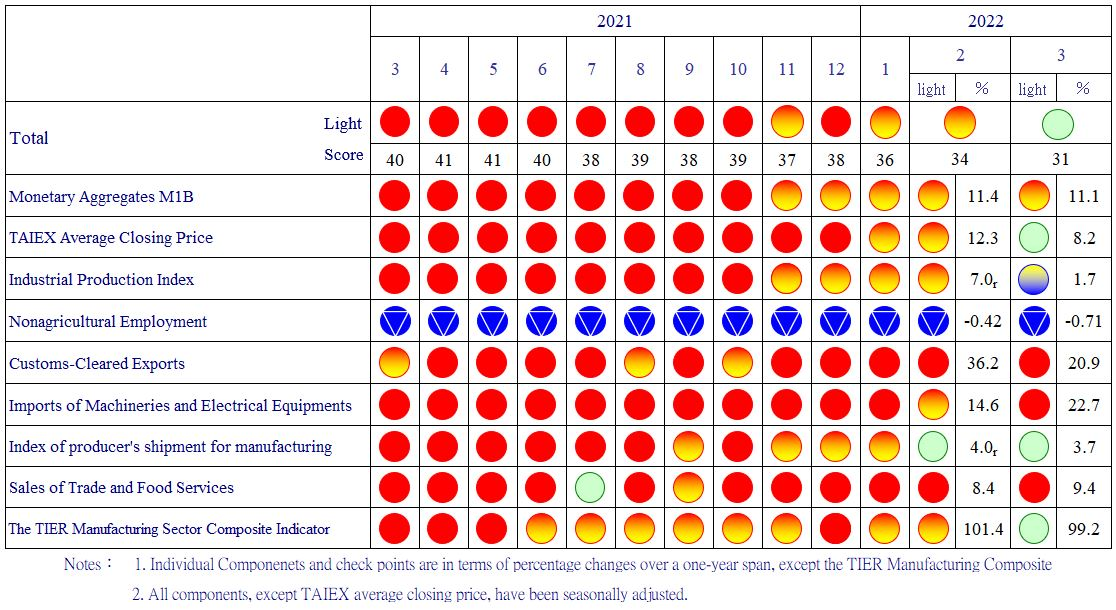 2021 2022
3 4 5 6 7 8 9 10 11 12 1 2 3
light % light %
Total Light
Score 40 41 41 40 38 39 38 39 37 38 36 34 31
Monetary Aggregates M1B 11.4 11.1
TAIEX Average Closing Price 12.3 8.2
Industrial Production Index 7.0r 1.7
Nonagricultural Employment -0.42 -0.71
Customs-Cleared Exports 36.2 20.9
Imports of Machineries and Electrical Equipments 14.6 22.7
Index of producer's shipment for manufacturing 4.0r 3.7
Sales of Trade and Food Services 8.4 9.4
The TIER Manufacturing Sector Composite Indicator 101.4 99.2
Notes： 1. Individual Componenets and check points are in terms of percentage changes over a one-year span, except the TIER Manufacturing Composite
2. All components, except TAIEX average closing price, have been seasonally adjusted.